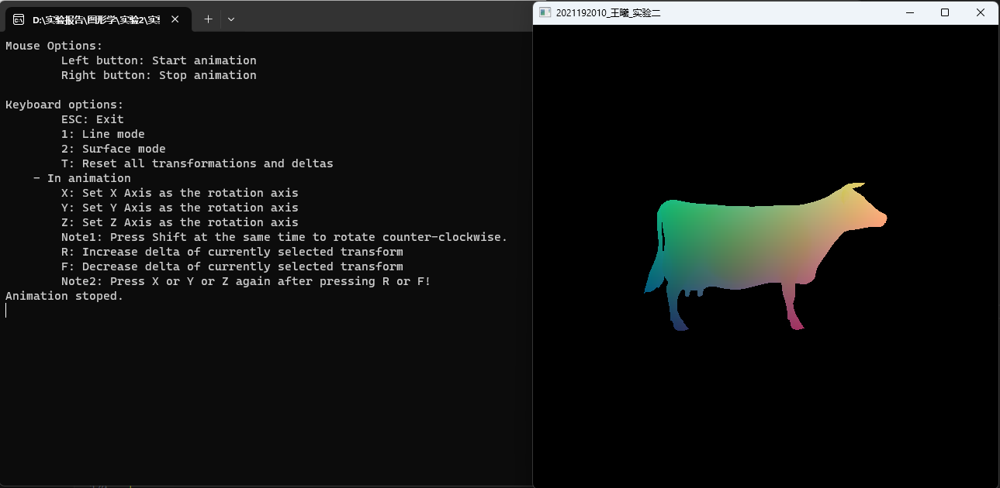 D:\实验报告\图形学\实验2\实
Mouse Options:
Left button: Start animation
Right button: Stop animation
Keyboard options:
ESC: Exit
1: Line mode
2: Surface mode
T: Reset all transformations and deltas
- In animation
X: Set X Axis as the rotation axis
Y: Set Y Axis as the rotation axis
Z: Set Z Axis as the rotation axis
Note1: Press Shift at the same time to rotate counter-clockwise.
R: Increase delta of currently selected transform
F: Decrease delta of currently selected transform
Note2: Press X or Y or Z again after pressing R or F!
Animation stoped.
2021192010_王曦_实验二